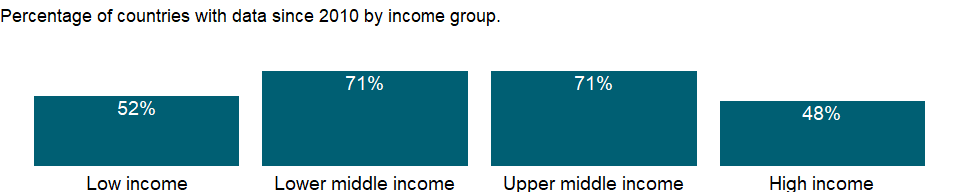 Percentage of countries with data since 2010 by income group.
52%
71%
71%
48%
Low income
Lower middle income
Upper middle income
High income